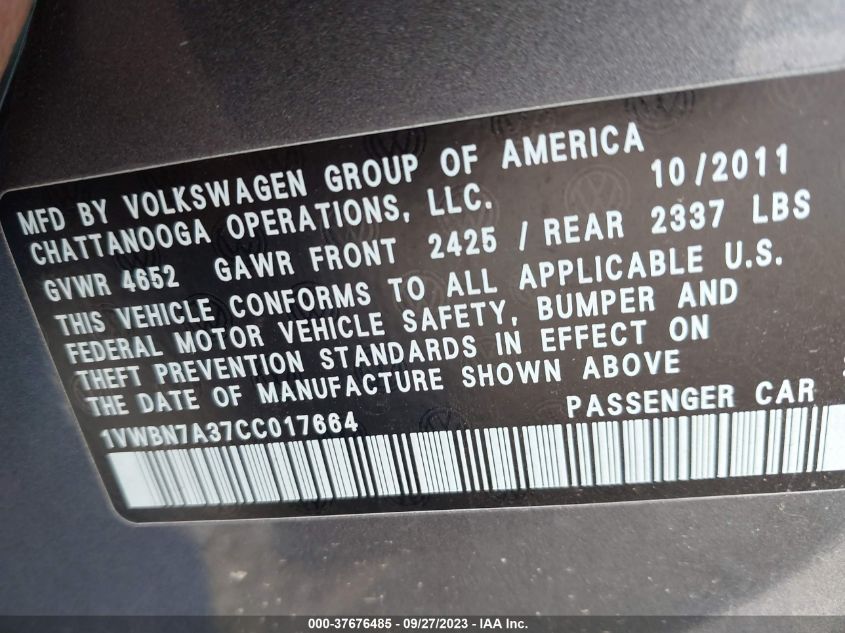 MFD BY VOLKSWAGEN GROUP OF AMERICA
CHATTANOOGA OPERATIONS, LLC. 10/2011
GVWR 4652 GAWR FRONT 2425 / REAR 2337 LBS
THIS VEHICLE CONFORMS TO ALL APPLICABLE U.S.
FEDERAL MOTOR VEHICLE SAFETY, BUMPER AND
THEFT PREVENTION STANDARDS IN EFFECT ON
THE DATE OF MANUFACTURE SHOWN ABOVE
1VWBN7A37CC017664 PASSENGER CAR
000-37676485 - 09/27/2023 - IAA Inc.